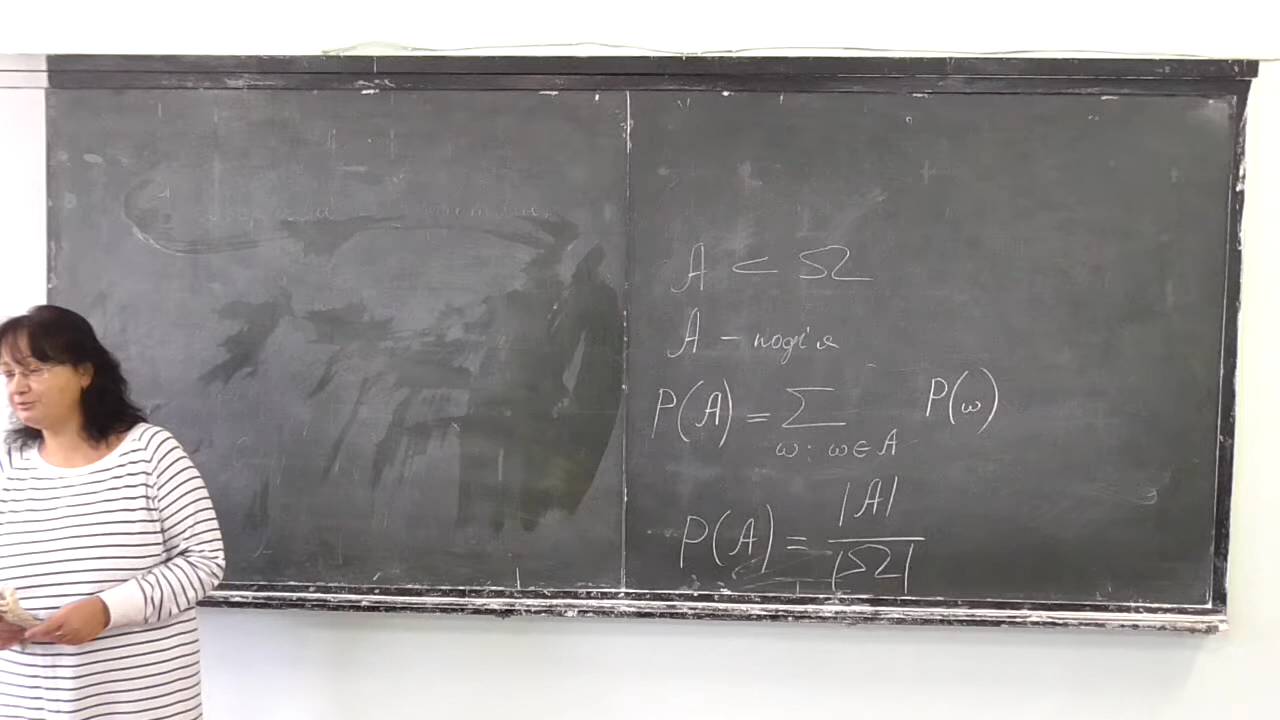 A ⊂ Ω
A – подія
P(A) = ∑ P(ω)
ω: ω ∈ A
P(A) = |A| / |Ω|